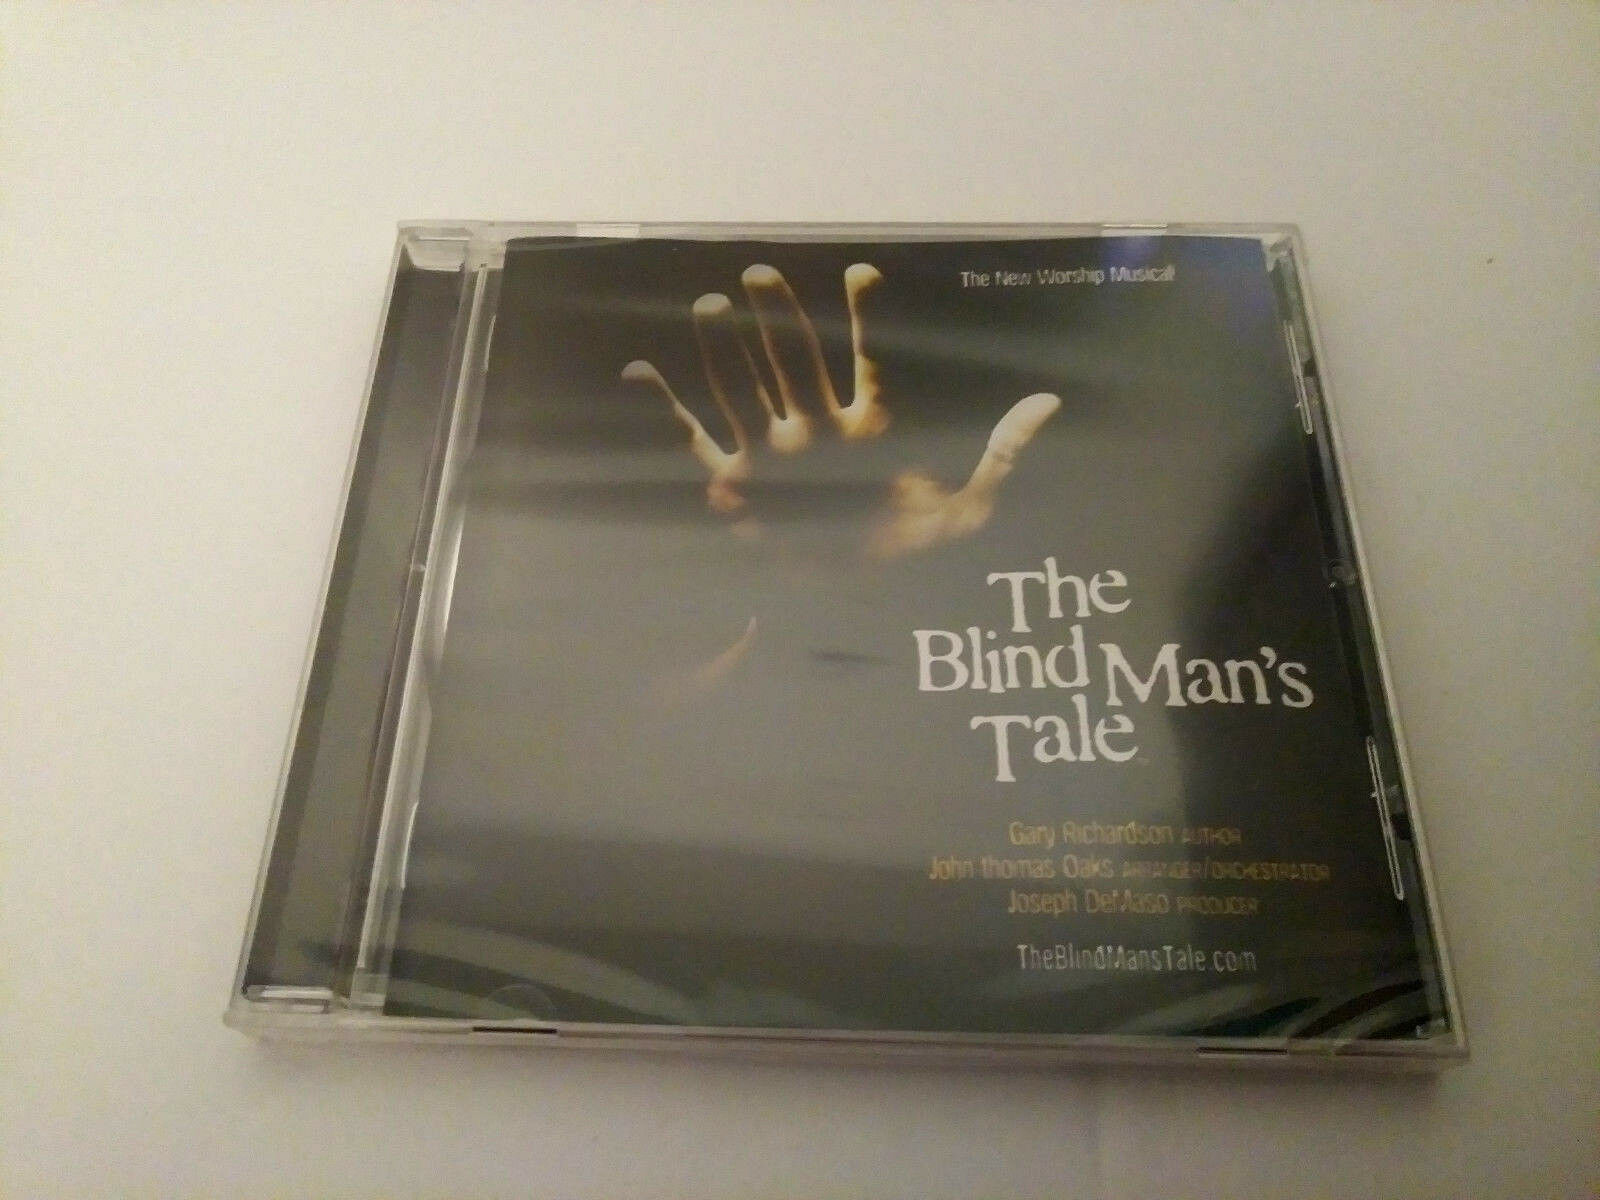 The New Worship Musical!
The
Blind Man's
Tale
Gary Richardson AUTHOR
John thomas Oaks ARRANGER/ORCHESTRATOR
Joseph DeMaso PRODUCER
TheBlindMansTale.com